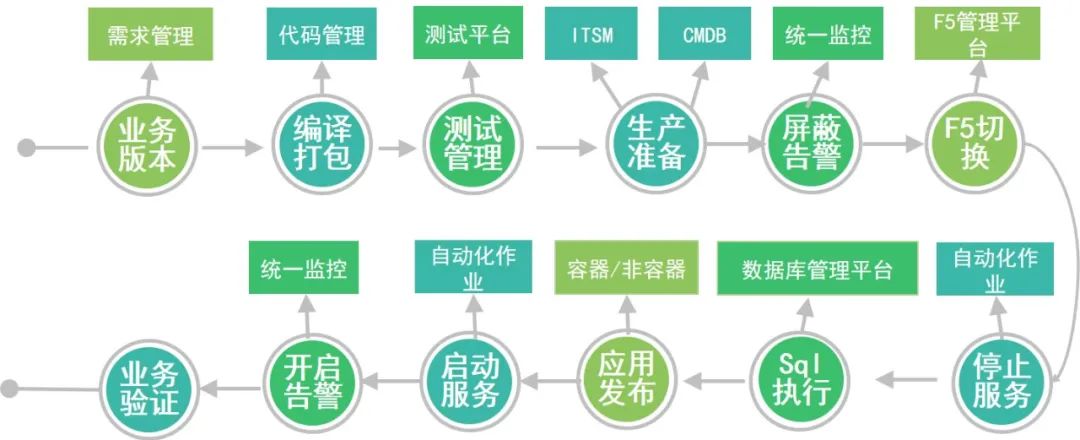 需求管理
代码管理
测试平台
ITSM
CMDB
统一监控
F5管理平
台
业务
版本
编译
打包
测试
管理
生产
准备
屏蔽
告警
F5切
换
统一监控
自动化作
业
容器/非容器
数据库管理平台
自动化作
业
业务
验证
开启
告警
启动
服务
应用
发布
Sql
执行
停止
服务